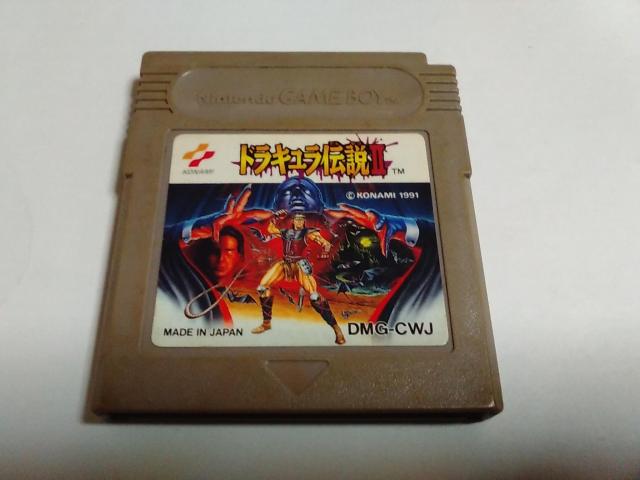 Nintendo GAME BOY TM
KONAMI
ドラキュラ伝説II TM
© KONAMI 1991
MADE IN JAPAN
DMG-CWJ